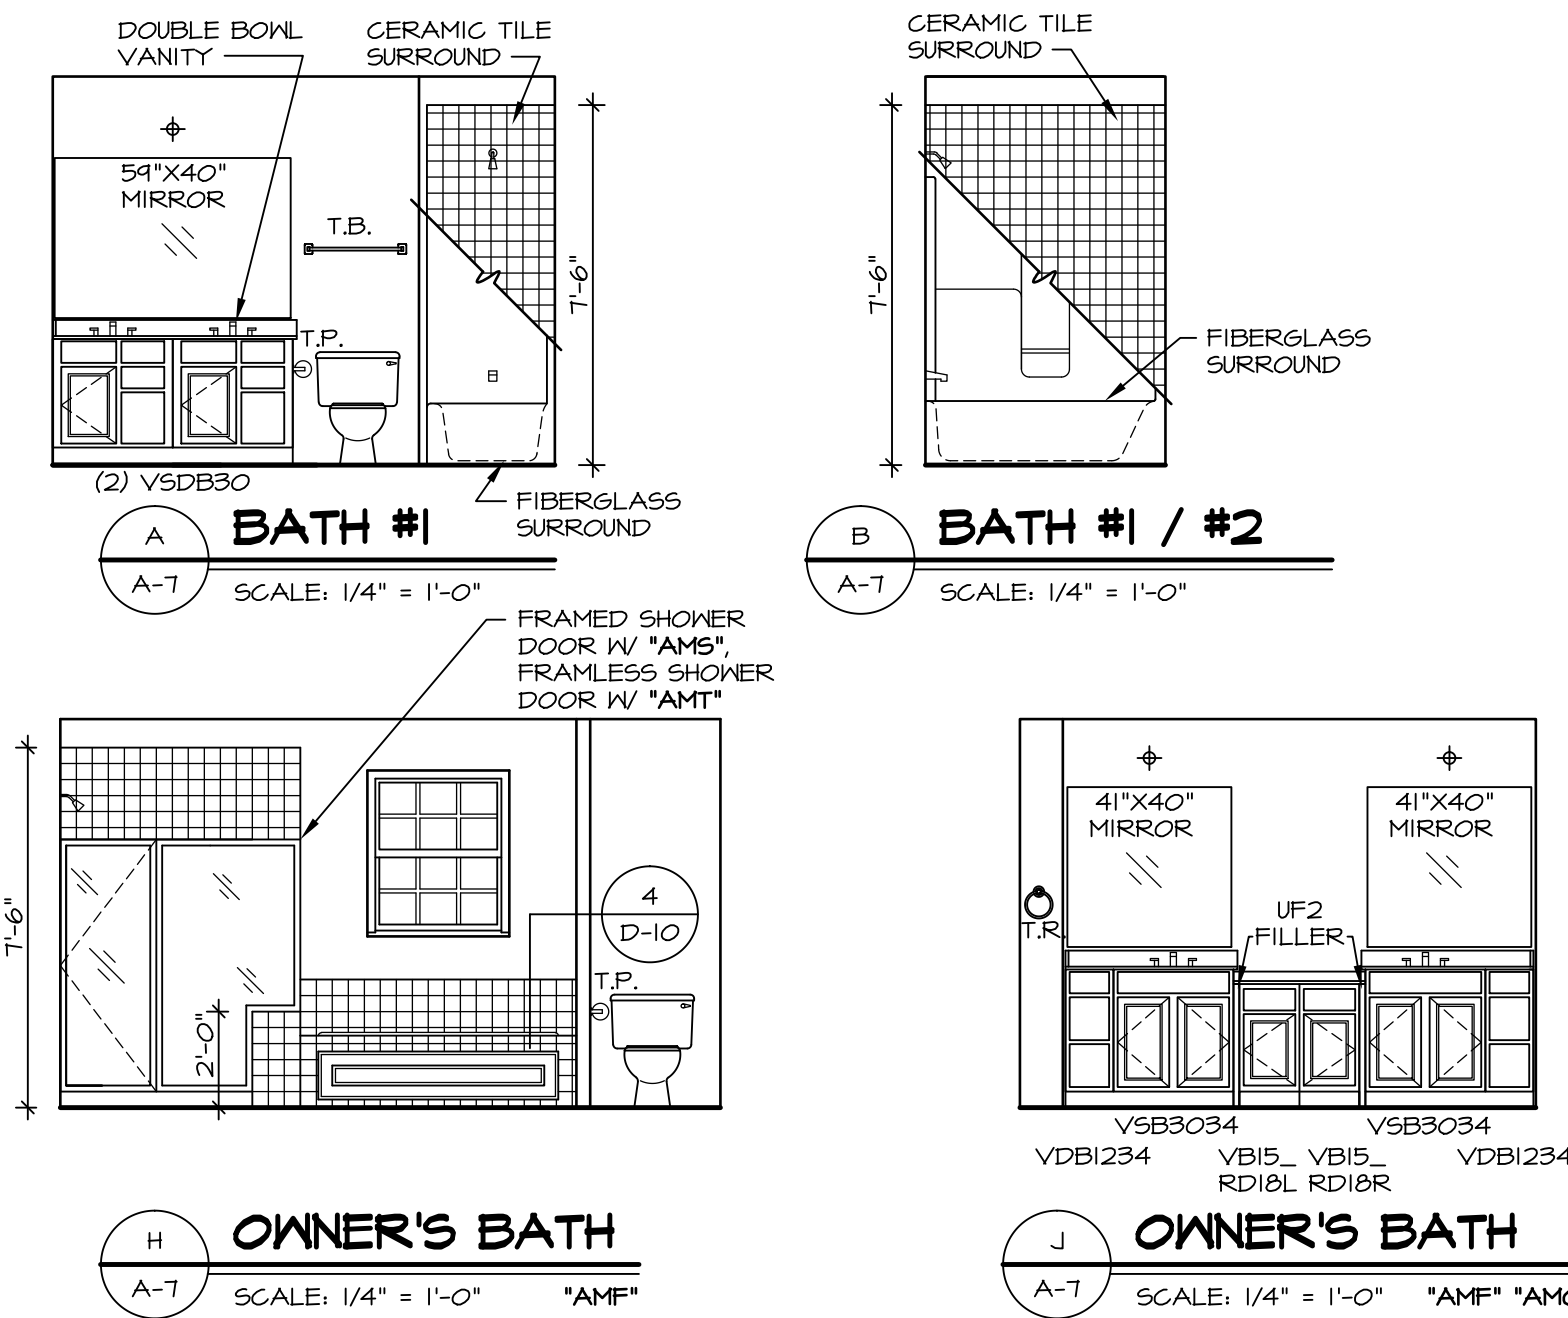 DOUBLE BOWL
VANITY
CERAMIC TILE
SURROUND
59"X40"
MIRROR
T.B.
T.P.
7'-6"
(2) VSDB30
FIBERGLASS
SURROUND
A
A-7
BATH #1
SCALE: 1/4" = 1'-0"
CERAMIC TILE
SURROUND
7'-6"
FIBERGLASS
SURROUND
B
A-7
BATH #1 / #2
SCALE: 1/4" = 1'-0"
FRAMED SHOWER
DOOR W/ "AMS",
FRAMLESS SHOWER
DOOR W/ "AMT"
7'-6"
2'-0"
4
D-10
T.P.
H
A-7
OWNER'S BATH
SCALE: 1/4" = 1'-0" "AMF"
41"X40"
MIRROR
41"X40"
MIRROR
T.R.
UF2
FILLER
VSB3034
VSB3034
VDB1234
VB15_ VB15_
VDB1234
RD18L RD18R
J
A-7
OWNER'S BATH
SCALE: 1/4" = 1'-0" "AMF"